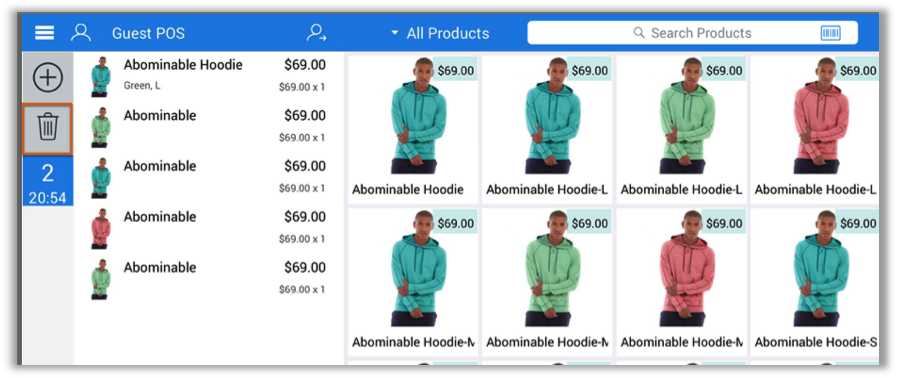 Guest POS
All Products
Search Products
2
20:54
Abominable Hoodie $69.00
Green, L $69.00 x 1
Abominable $69.00
$69.00 x 1
Abominable $69.00
$69.00 x 1
Abominable $69.00
$69.00 x 1
Abominable $69.00
$69.00 x 1
$69.00 $69.00 $69.00 $69.00
Abominable Hoodie Abominable Hoodie-L Abominable Hoodie-L Abominable Hoodie-L
$69.00 $69.00 $69.00 $69.00
Abominable Hoodie-M Abominable Hoodie-M Abominable Hoodie-M Abominable Hoodie-S